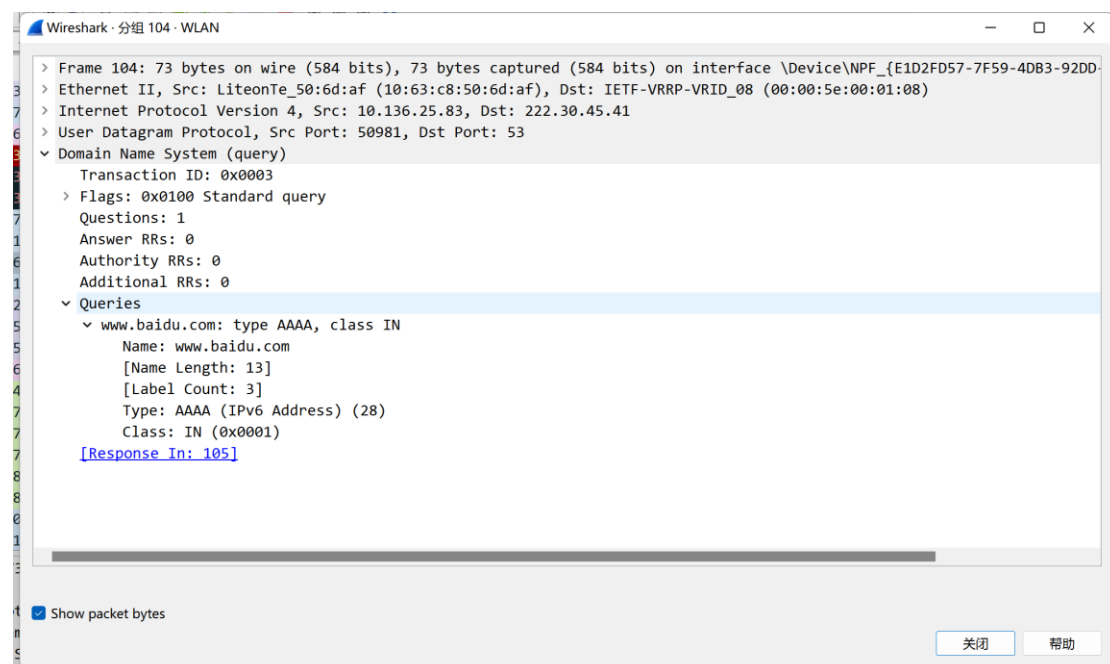 Wireshark · 分组 104 · WLAN
> Frame 104: 73 bytes on wire (584 bits), 73 bytes captured (584 bits) on interface \Device\NPF_{E1D2FD57-7F59-4DB3-92DD-
> Ethernet II, Src: LiteonTe_50:6d:af (10:63:c8:50:6d:af), Dst: IETF-VRRP-VRID_08 (00:00:5e:00:01:08)
> Internet Protocol Version 4, Src: 10.136.25.83, Dst: 222.30.45.41
> User Datagram Protocol, Src Port: 50981, Dst Port: 53
Domain Name System (query)
Transaction ID: 0x0003
> Flags: 0x0100 Standard query
Questions: 1
Answer RRs: 0
Authority RRs: 0
Additional RRs: 0
Queries
www.baidu.com: type AAAA, class IN
Name: www.baidu.com
[Name Length: 13]
[Label Count: 3]
Type: AAAA (IPv6 Address) (28)
Class: IN (0x0001)
[Response In: 105]
Show packet bytes
关闭 帮助